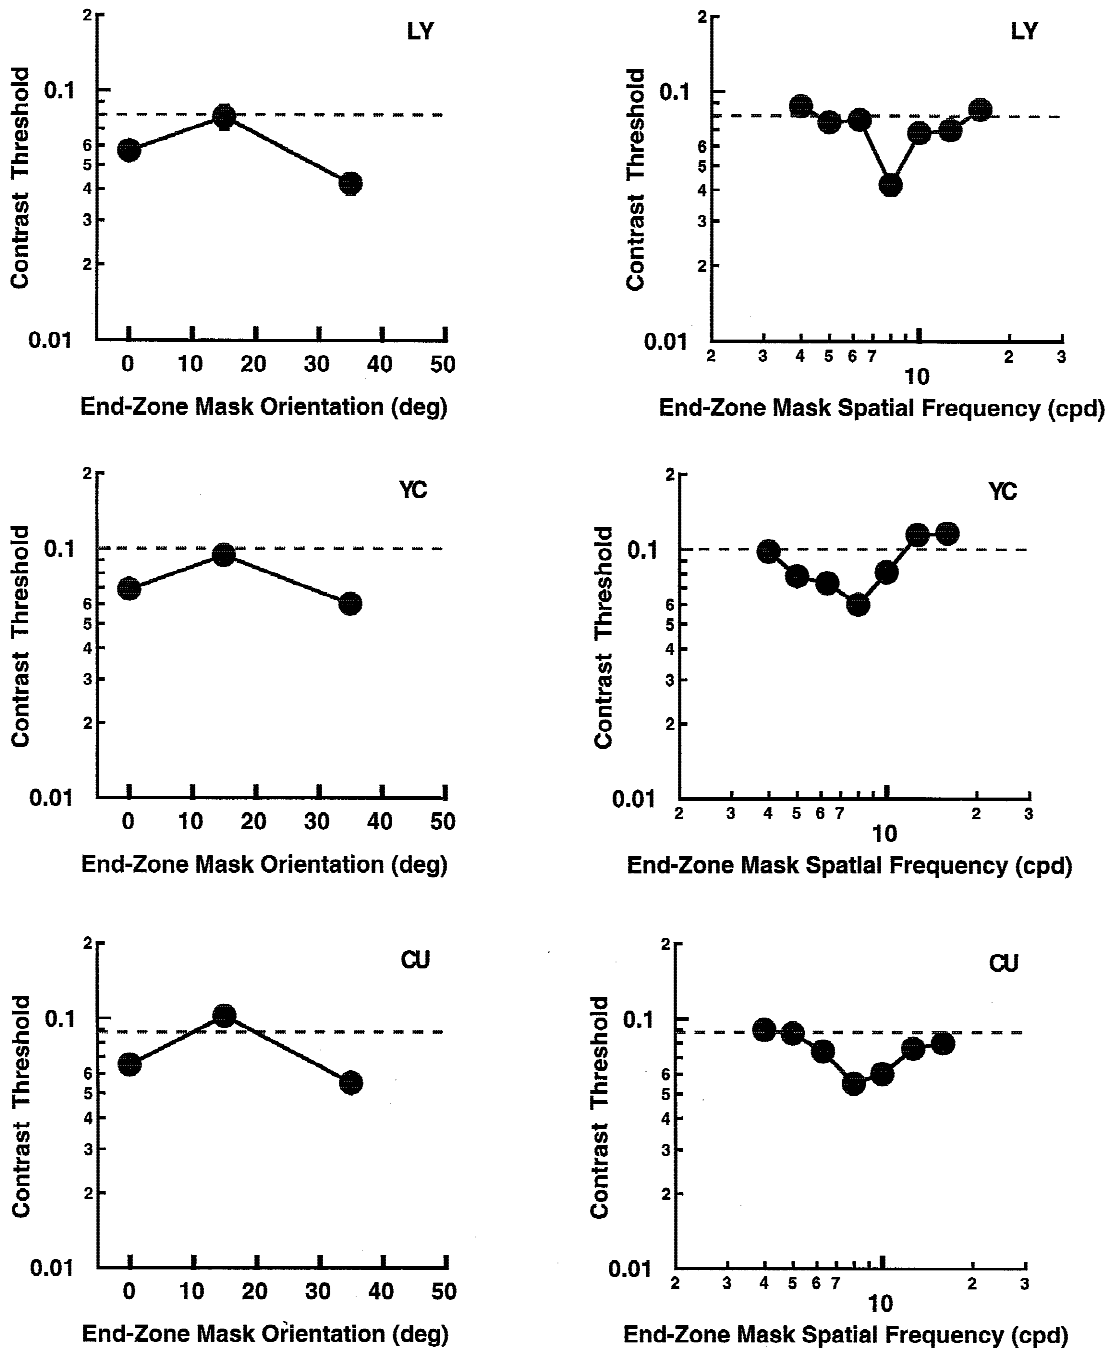 LY
Contrast Threshold
2
0.1
6
5
4
3
2
0.01
0 10 20 30 40 50
End-Zone Mask Orientation (deg)
LY
Contrast Threshold
2
0.1
6
5
4
3
2
0.01
2 3 4 5 6 7 2 3
10
End-Zone Mask Spatial Frequency (cpd)
YC
Contrast Threshold
2
0.1
6
5
4
3
2
0.01
0 10 20 30 40 50
End-Zone Mask Orientation (deg)
YC
Contrast Threshold
2
0.1
6
5
4
3
2
0.01
2 3 4 5 6 7 2 3
10
End-Zone Mask Spatial Frequency (cpd)
CU
Contrast Threshold
2
0.1
6
5
4
3
2
0.01
0 10 20 30 40 50
End-Zone Mask Orientation (deg)
CU
Contrast Threshold
2
0.1
6
5
4
3
2
0.01
2 3 4 5 6 7 2 3
10
End-Zone Mask Spatial Frequency (cpd)